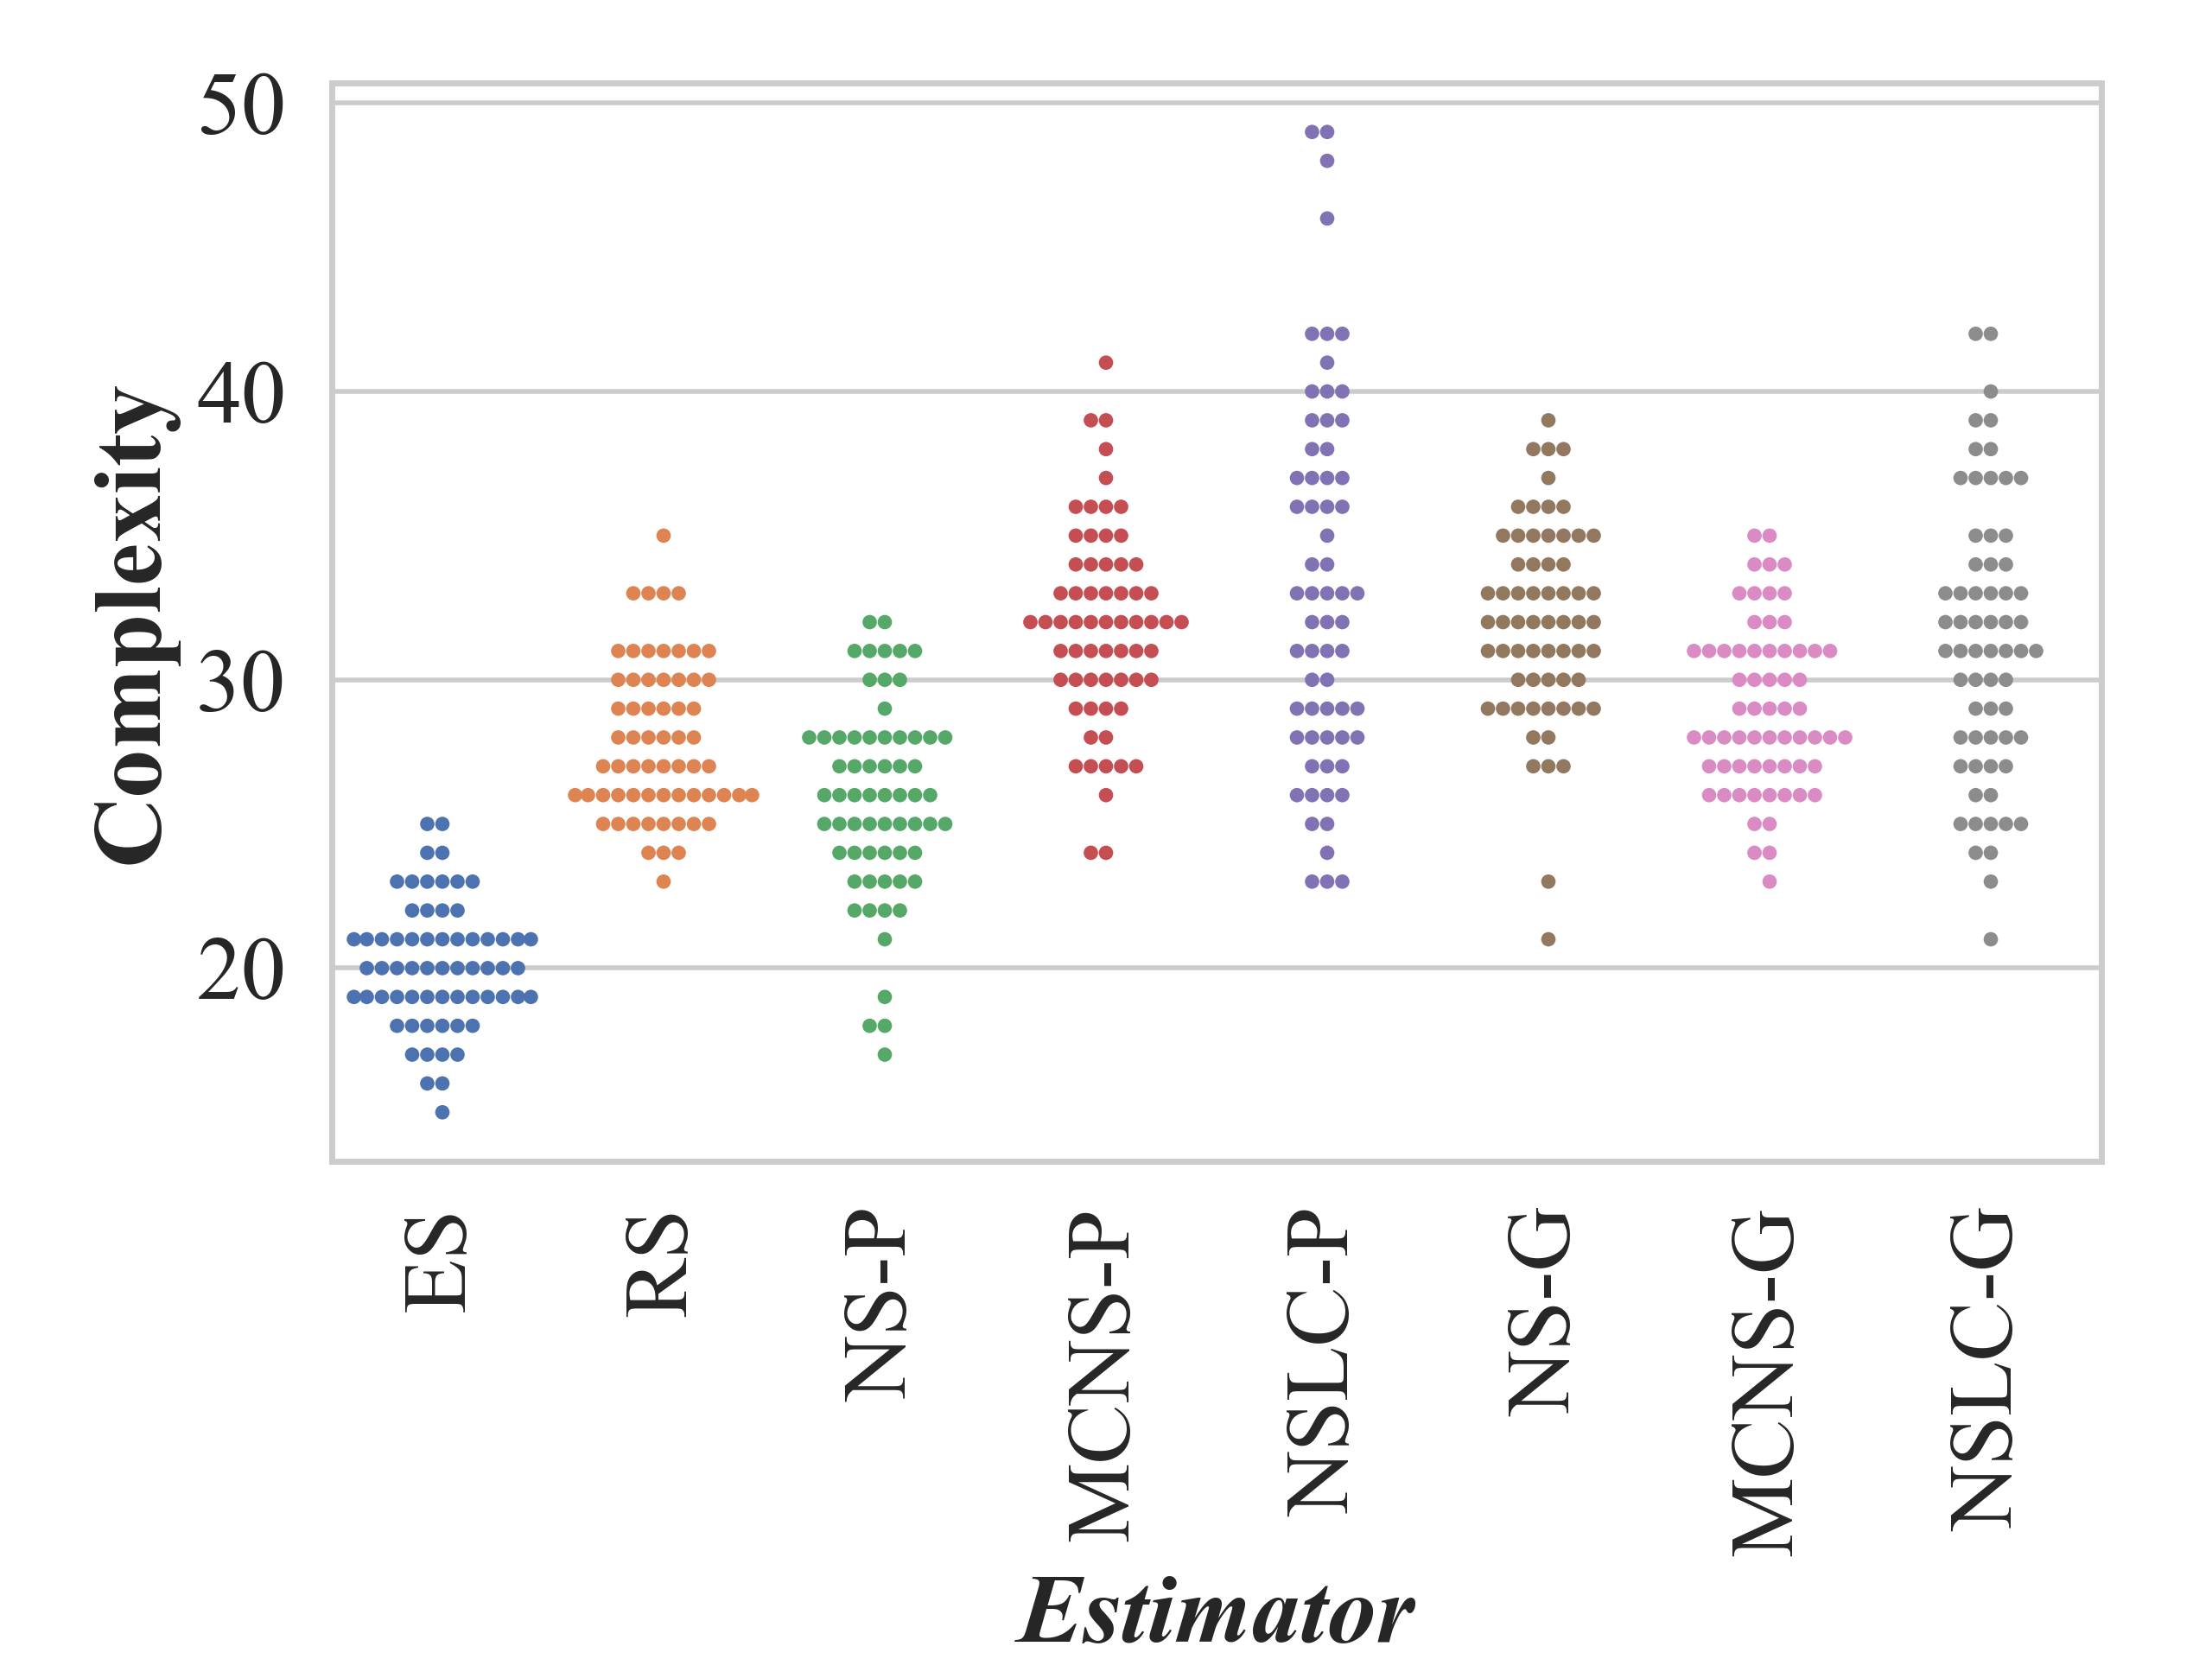 50
40
30
20
Complexity
ES
RS
NS-P
MCNS-P
NSLC-P
NS-G
MCNS-G
NSLC-G
Estimator